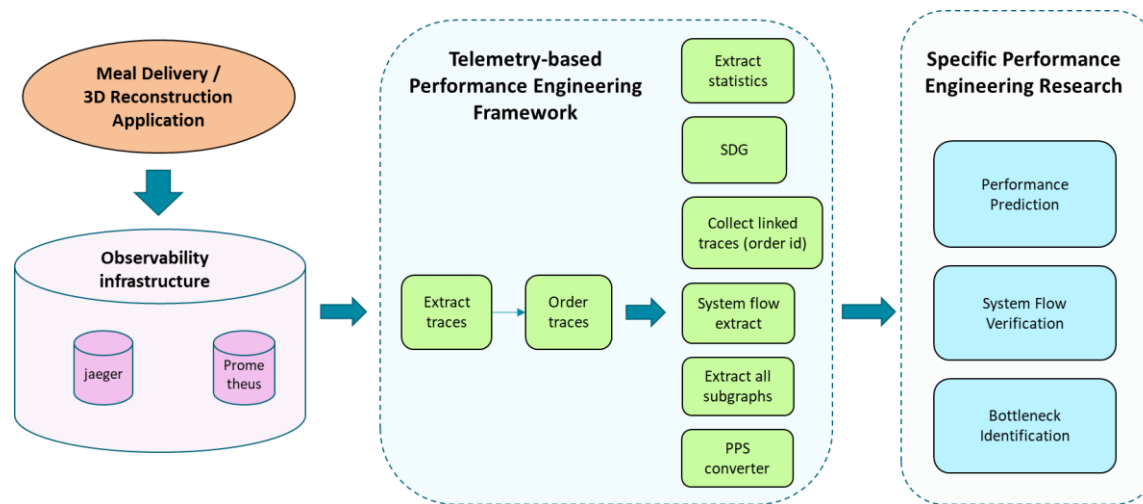 Meal Delivery /
3D Reconstruction
Application
Observability
infrastructure
jaeger
Prome
theus
Telemetry-based
Performance Engineering
Framework
Extract
traces
Order
traces
Extract
statistics
SDG
Collect linked
traces (order id)
System flow
extract
Extract all
subgraphs
PPS
converter
Specific Performance
Engineering Research
Performance
Prediction
System Flow
Verification
Bottleneck
Identification